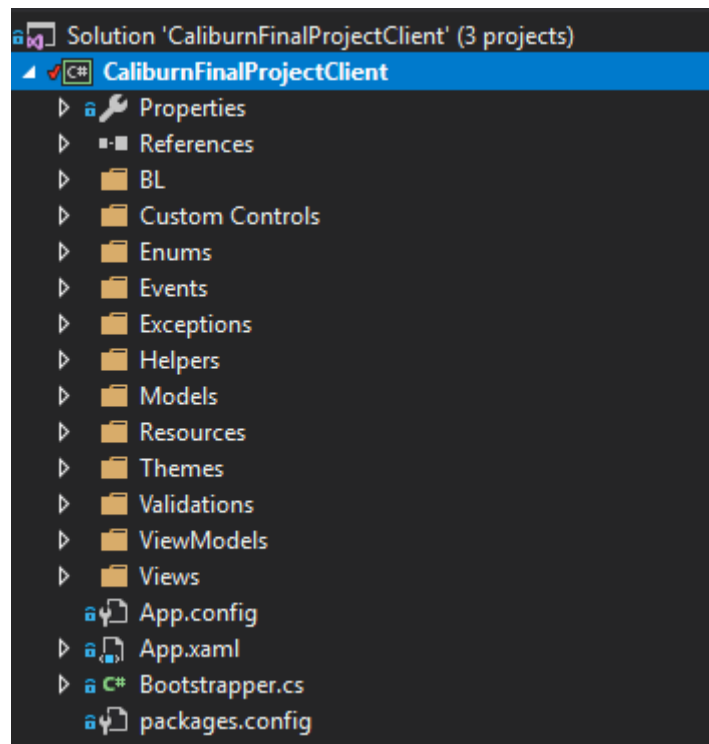 Solution 'CaliburnFinalProjectClient' (3 projects)
C# CaliburnFinalProjectClient
Properties
References
BL
Custom Controls
Enums
Events
Exceptions
Helpers
Models
Resources
Themes
Validations
ViewModels
Views
App.config
App.xaml
C# Bootstrapper.cs
packages.config